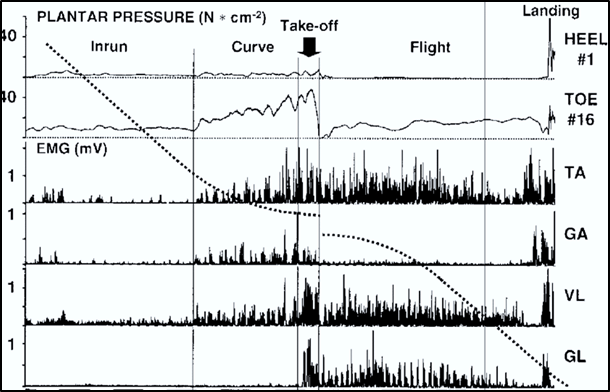 PLANTAR PRESSURE (N * cm-2) Take-off Landing
40 Inrun Curve Flight HEEL
#1
40 TOE
#16
EMG (mV)
1 TA
1 GA
1 VL
1 GL